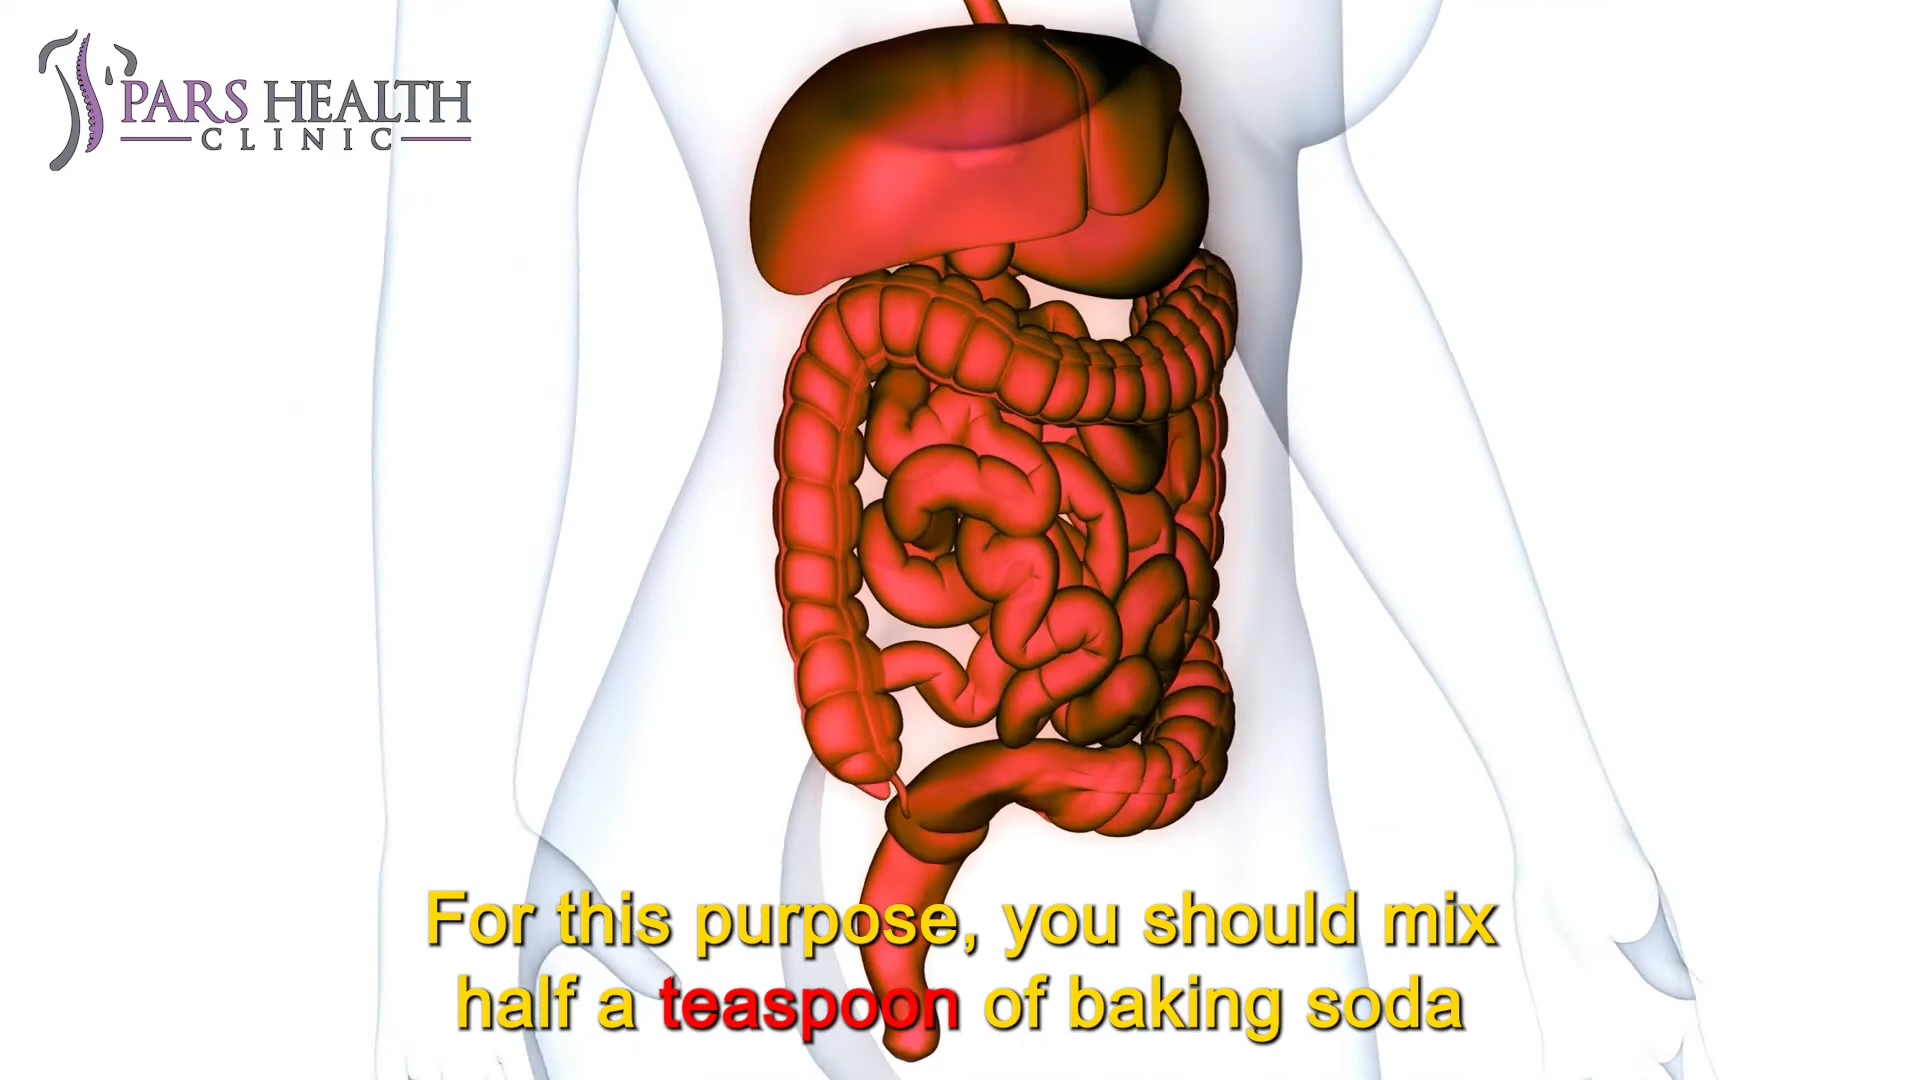 PARS HEALTH
CLINIC
For this purpose, you should mix
half a teaspoon of baking soda